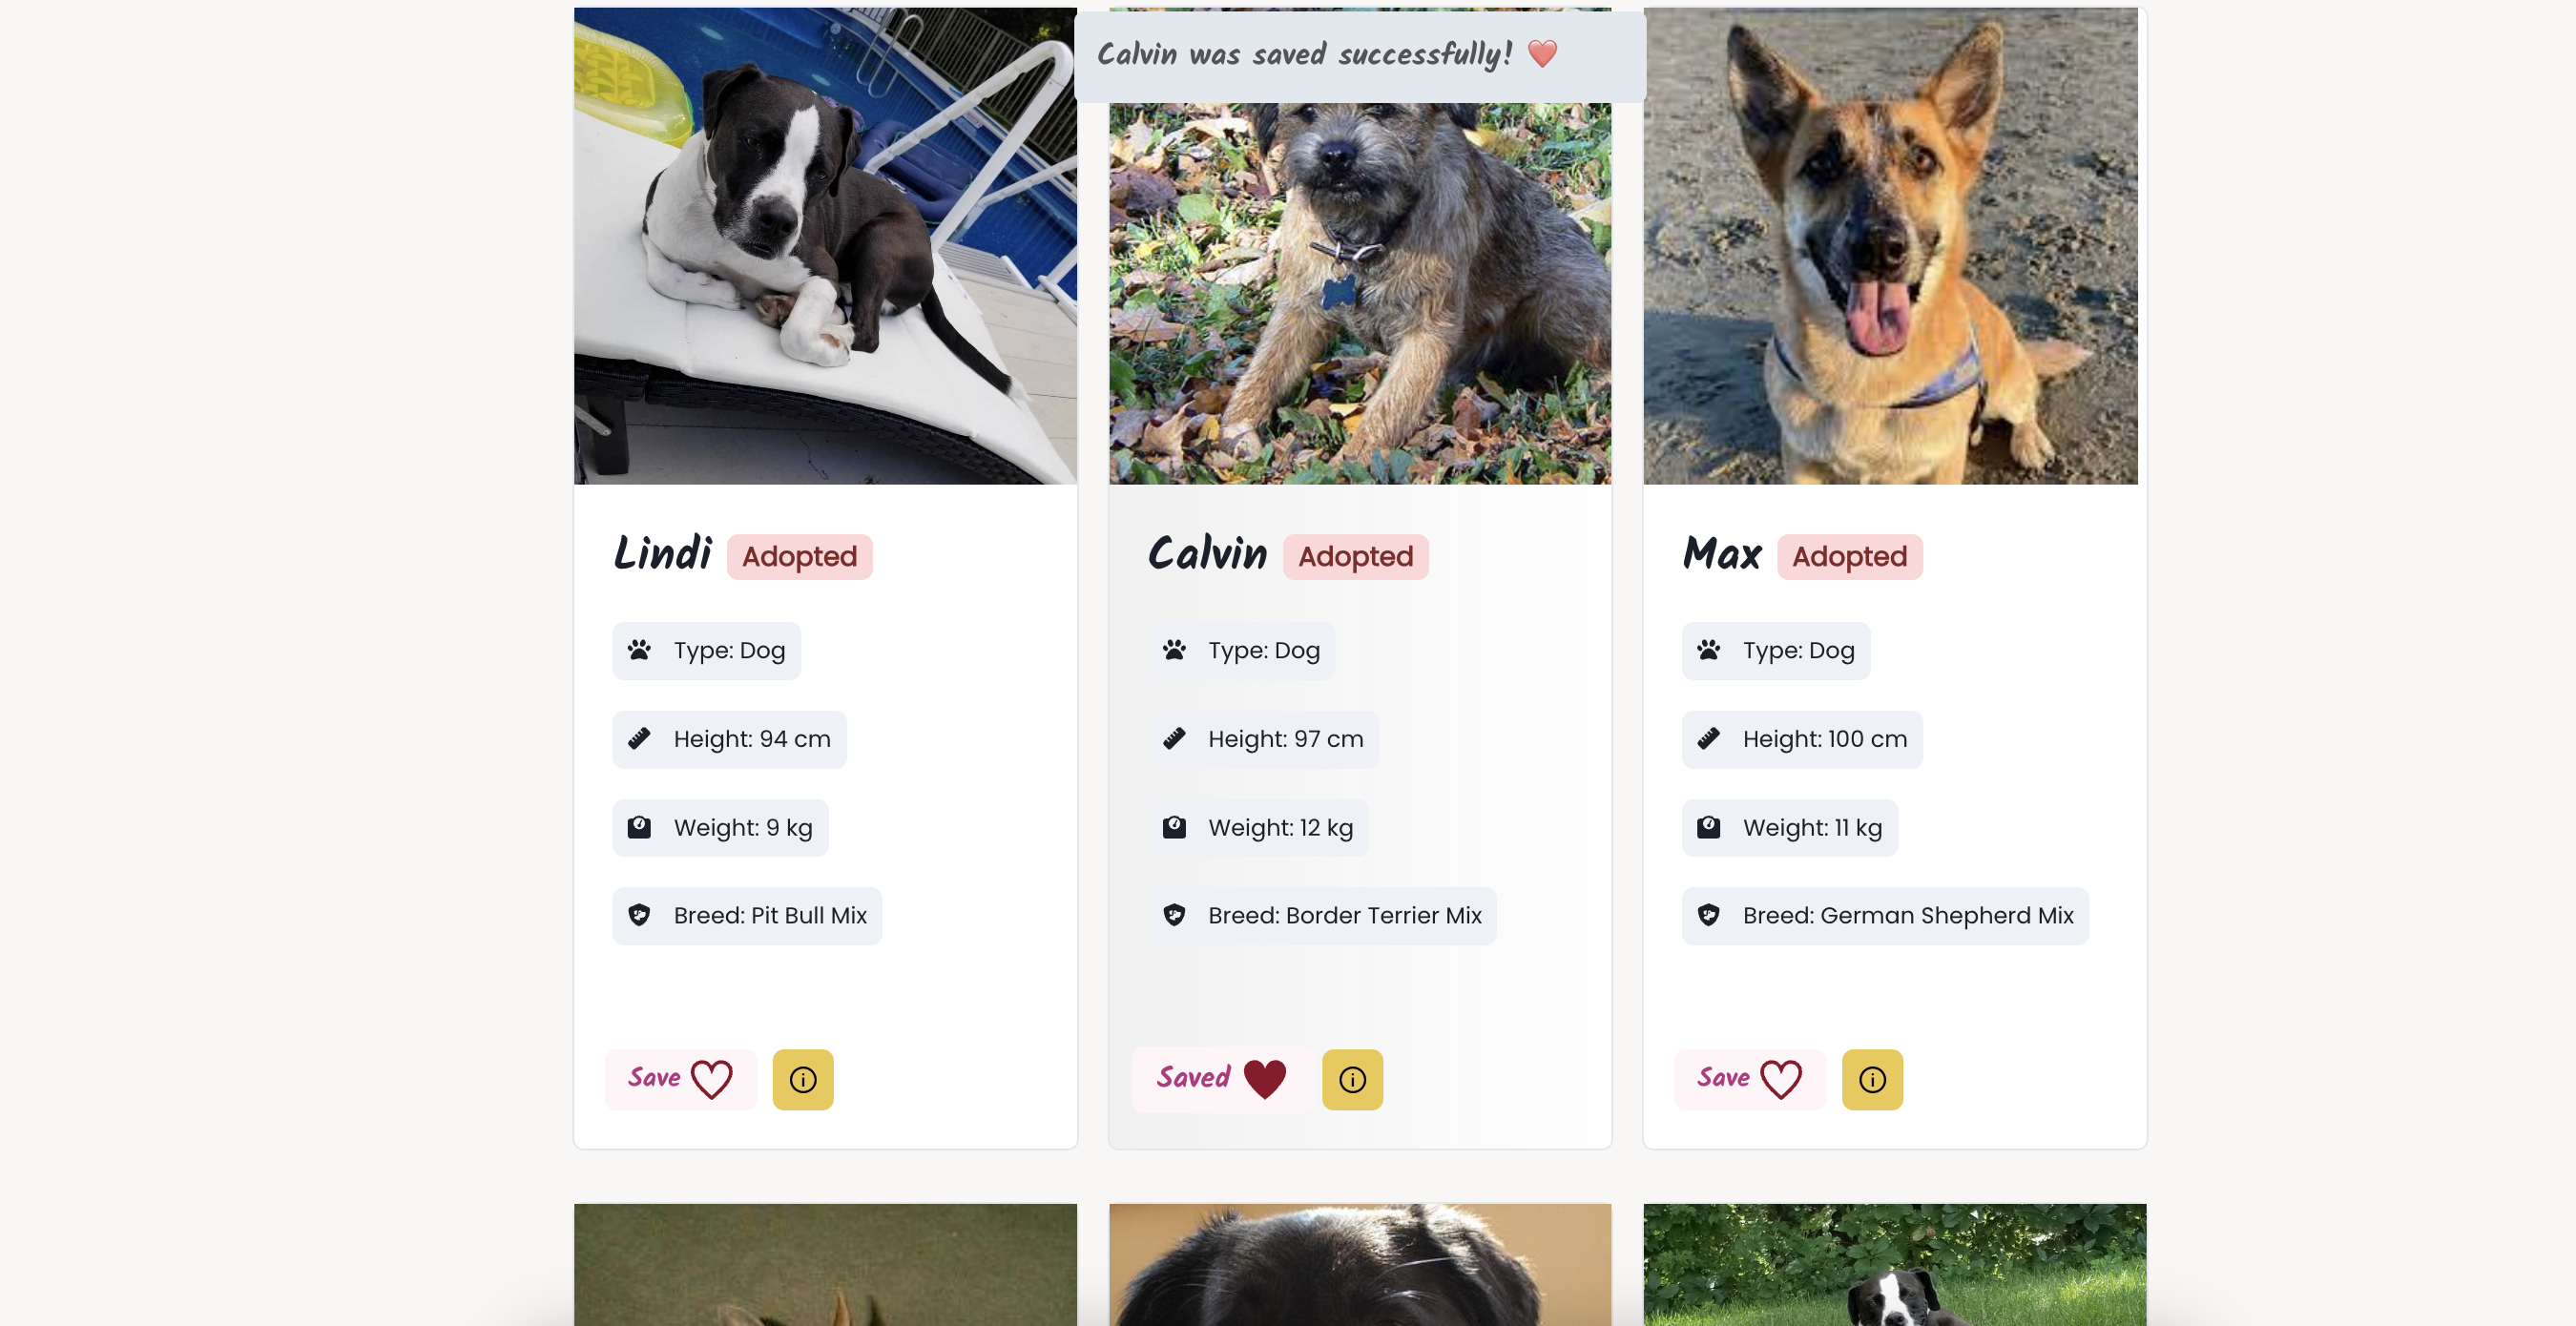 Calvin was saved successfully! ❤️
Lindi Adopted
Type: Dog
Height: 94 cm
Weight: 9 kg
Breed: Pit Bull Mix
Save
Calvin Adopted
Type: Dog
Height: 97 cm
Weight: 12 kg
Breed: Border Terrier Mix
Saved
Max Adopted
Type: Dog
Height: 100 cm
Weight: 11 kg
Breed: German Shepherd Mix
Save